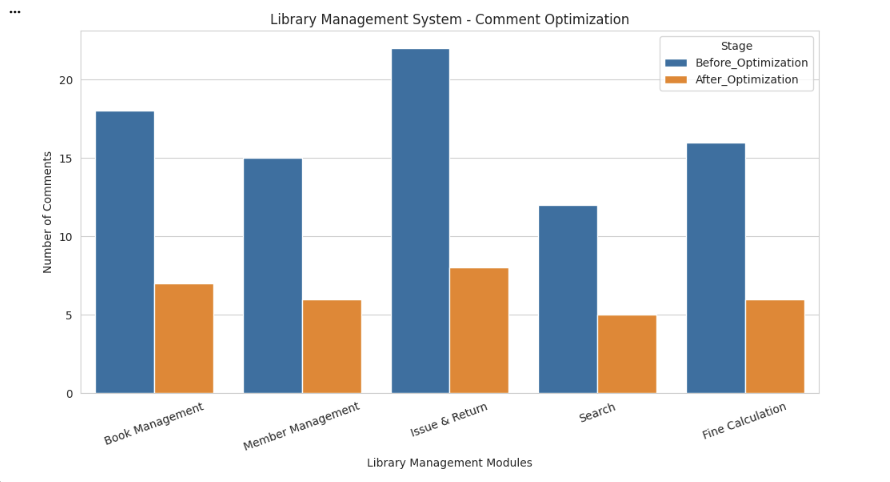 ...
Library Management System - Comment Optimization
Stage
Before_Optimization
After_Optimization
Number of Comments
20
15
10
5
0
Book Management
Member Management
Issue & Return
Search
Fine Calculation
Library Management Modules